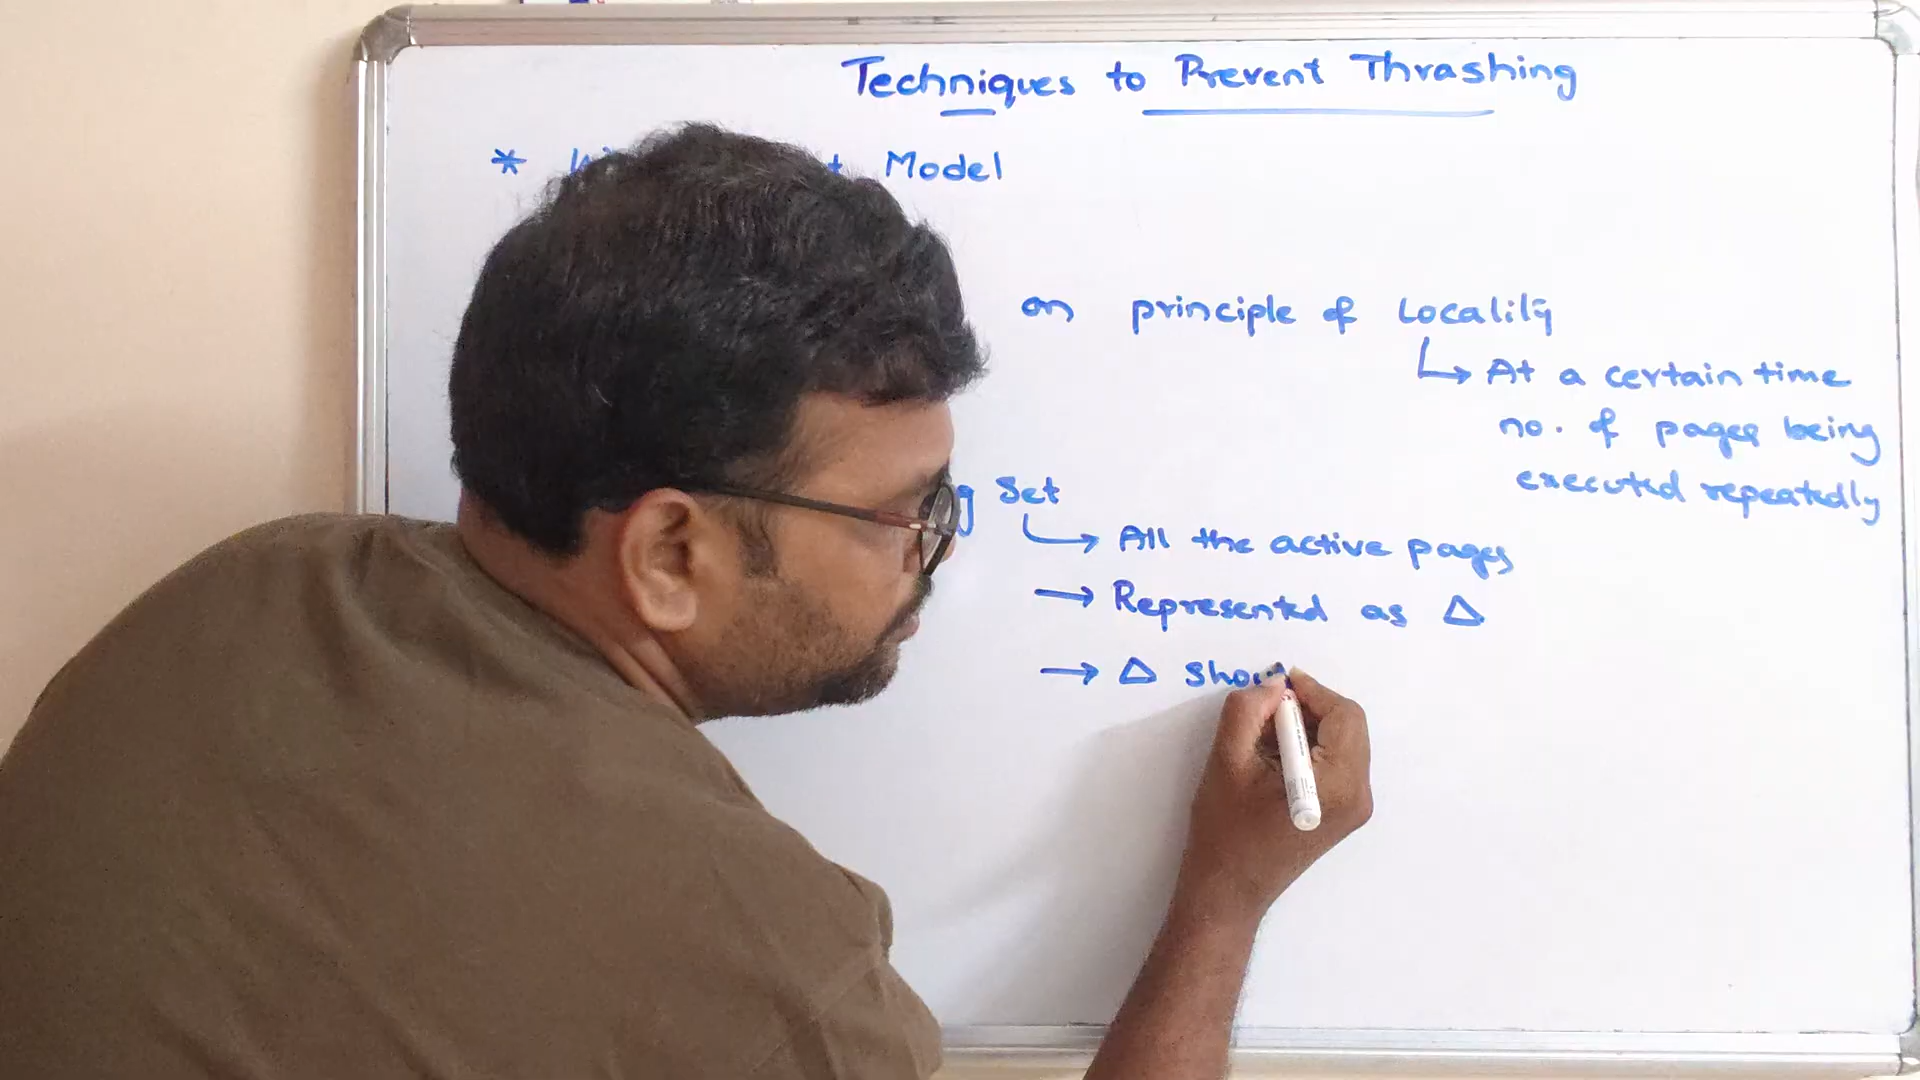 Techniques to Prevent Thrashing
* Model
on principle of Locality
↳ At a certain time
no. of pages being
executed repeatedly
Set
↳ All the active pages
→ Represented as Δ
→ Δ shou